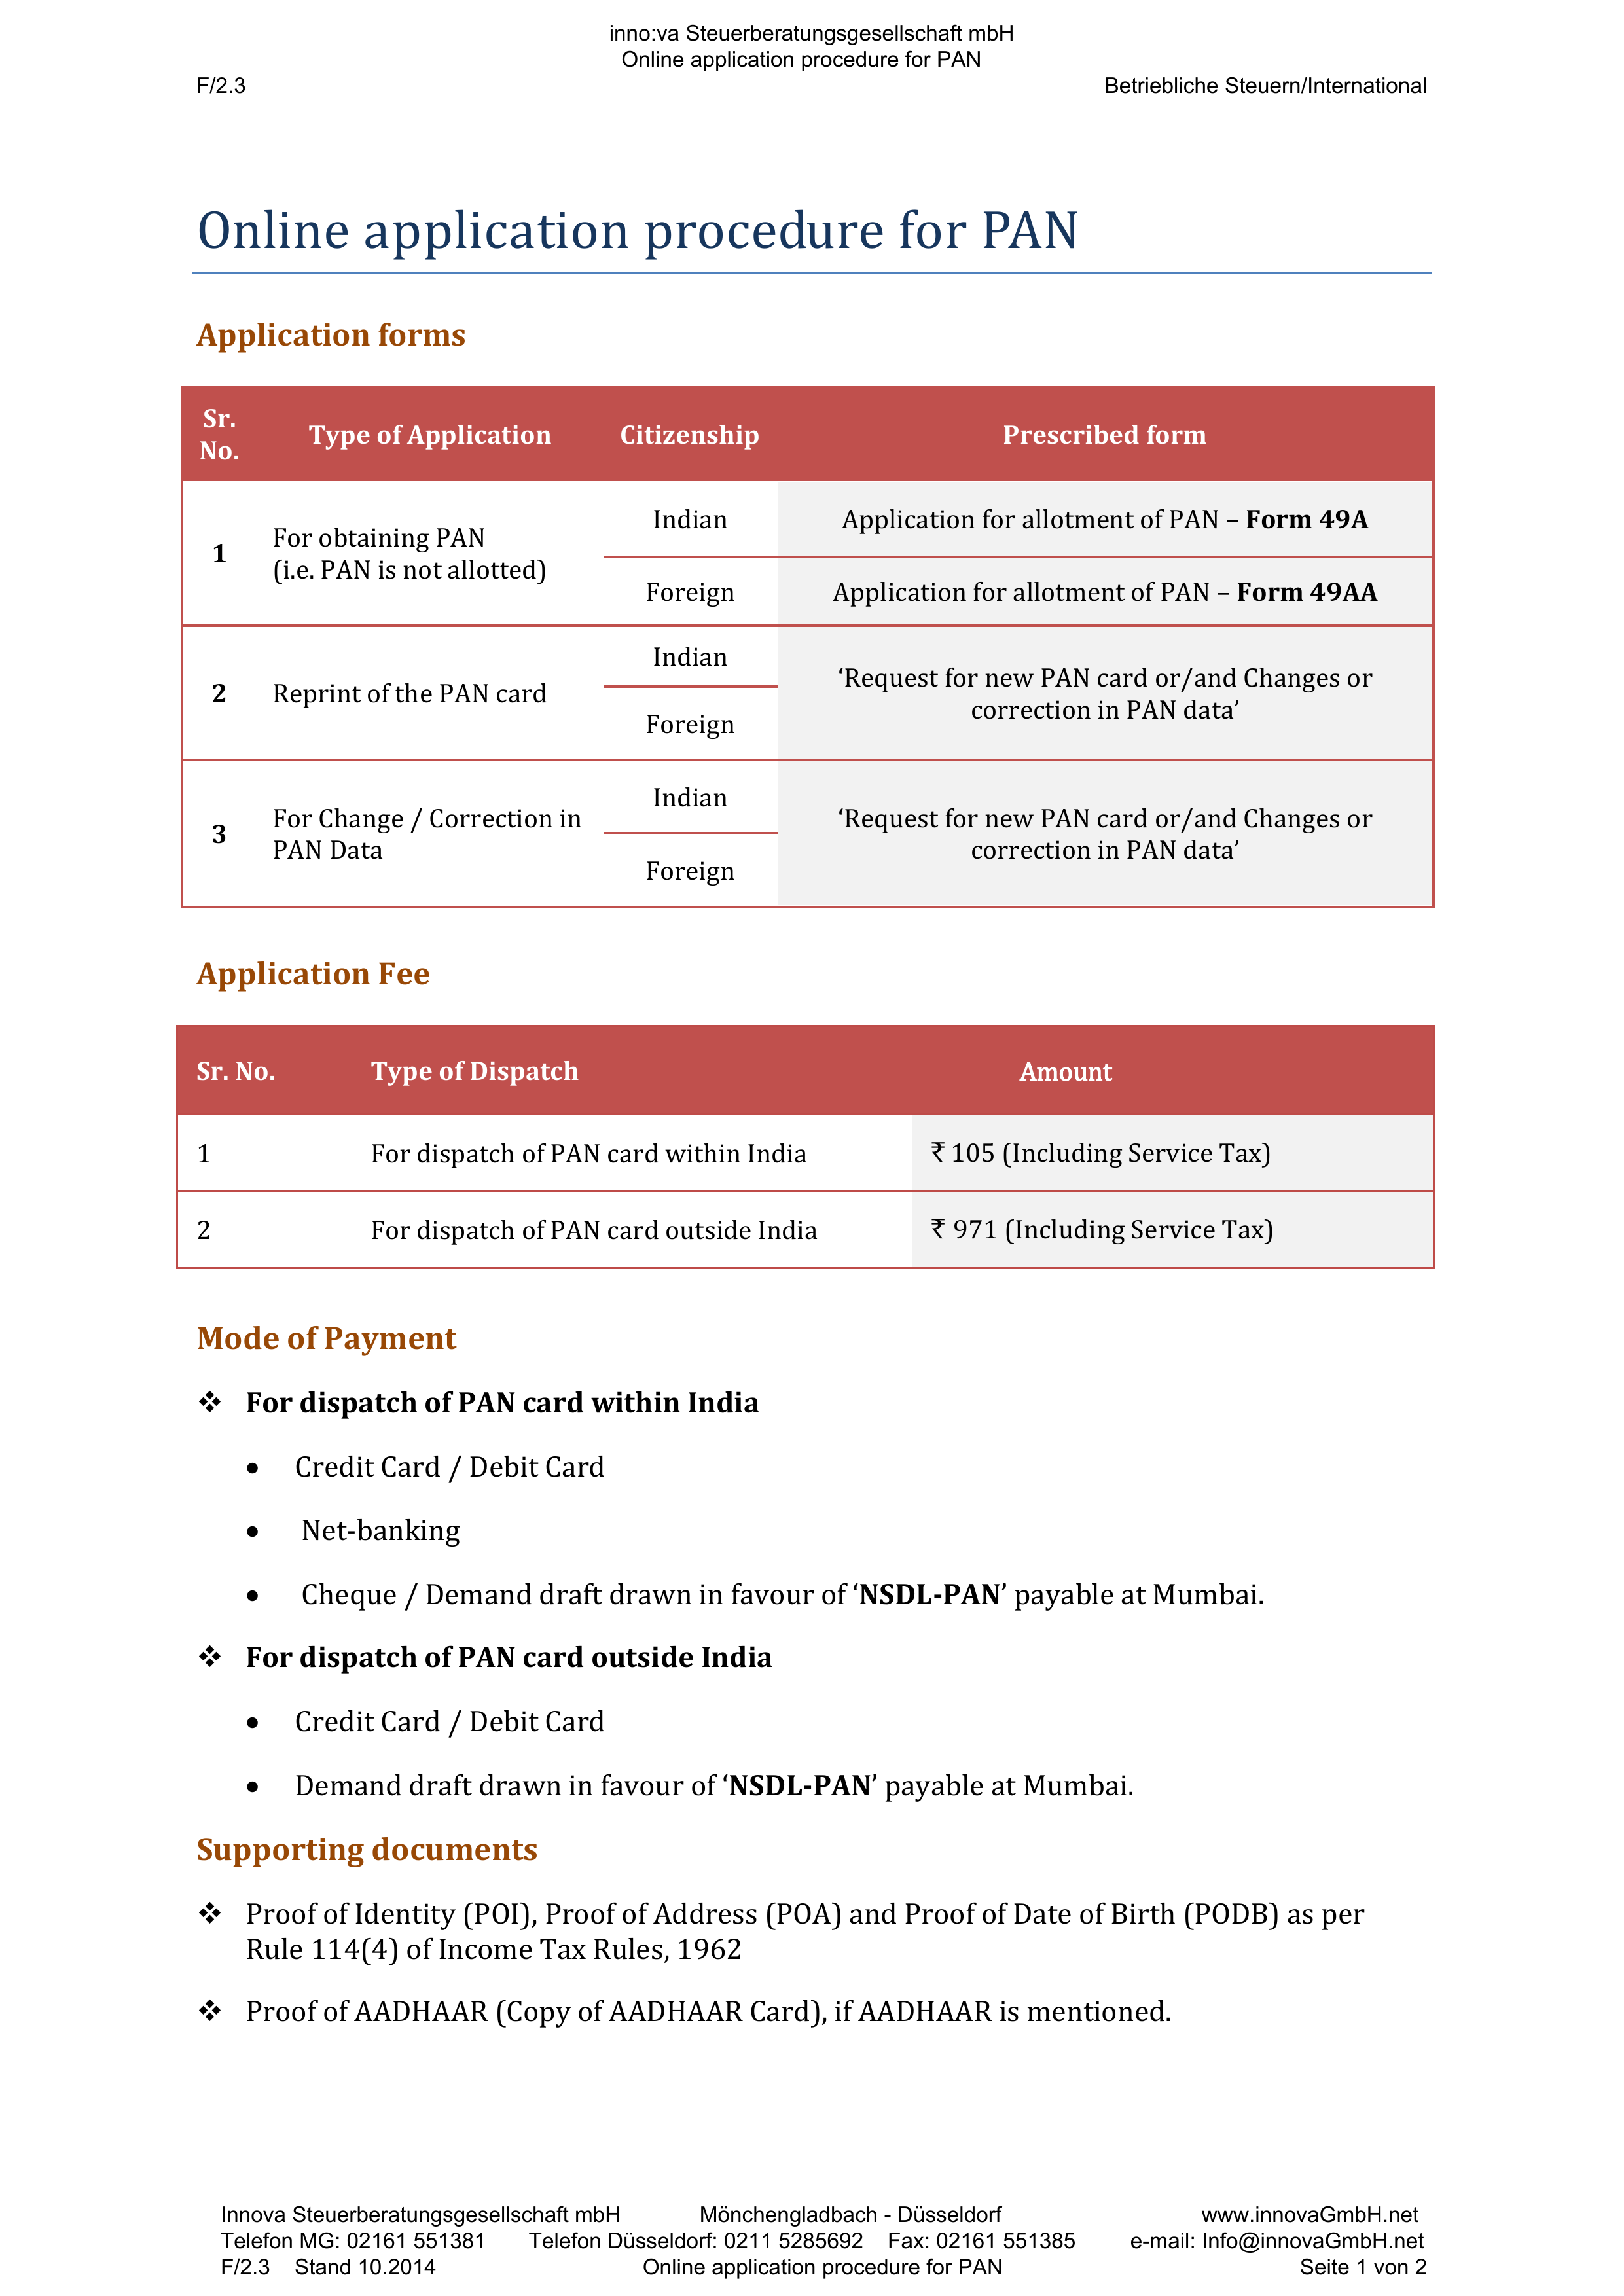 inno:va Steuerberatungsgesellschaft mbH
Online application procedure for PAN
F/2.3 Betriebliche Steuern/International
Online application procedure for PAN
Application forms
Sr. No. Type of Application Citizenship Prescribed form
1 For obtaining PAN
(i.e. PAN is not allotted)
Indian Application for allotment of PAN – Form 49A
Foreign Application for allotment of PAN – Form 49AA
2 Reprint of the PAN card
Indian
Foreign
‘Request for new PAN card or/and Changes or
correction in PAN data’
3 For Change / Correction in
PAN Data
Indian
Foreign
‘Request for new PAN card or/and Changes or
correction in PAN data’
Application Fee
Sr. No. Type of Dispatch Amount
1 For dispatch of PAN card within India ₹ 105 (Including Service Tax)
2 For dispatch of PAN card outside India ₹ 971 (Including Service Tax)
Mode of Payment
❖ For dispatch of PAN card within India
• Credit Card / Debit Card
• Net-banking
• Cheque / Demand draft drawn in favour of ‘NSDL-PAN’ payable at Mumbai.
❖ For dispatch of PAN card outside India
• Credit Card / Debit Card
• Demand draft drawn in favour of ‘NSDL-PAN’ payable at Mumbai.
Supporting documents
❖ Proof of Identity (POI), Proof of Address (POA) and Proof of Date of Birth (PODB) as per
Rule 114(4) of Income Tax Rules, 1962
❖ Proof of AADHAAR (Copy of AADHAAR Card), if AADHAAR is mentioned.
Innova Steuerberatungsgesellschaft mbH Mönchengladbach - Düsseldorf www.innovaGmbH.net
Telefon MG: 02161 551381 Telefon Düsseldorf: 0211 5285692 Fax: 02161 551385 e-mail: Info@innovaGmbH.net
F/2.3 Stand 10.2014 Online application procedure for PAN Seite 1 von 2